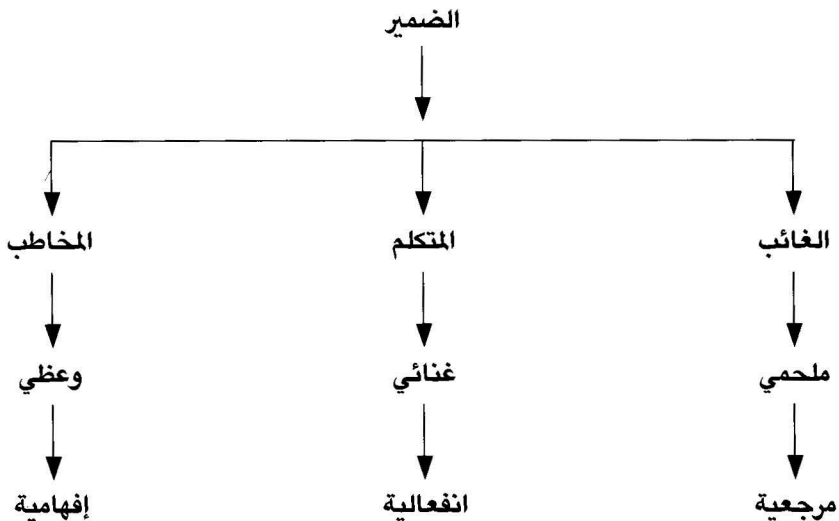 الضمير
الغائب المتكلم المخاطب
ملحمي غنائي وعظي
مرجعية انفعالية إفهامية